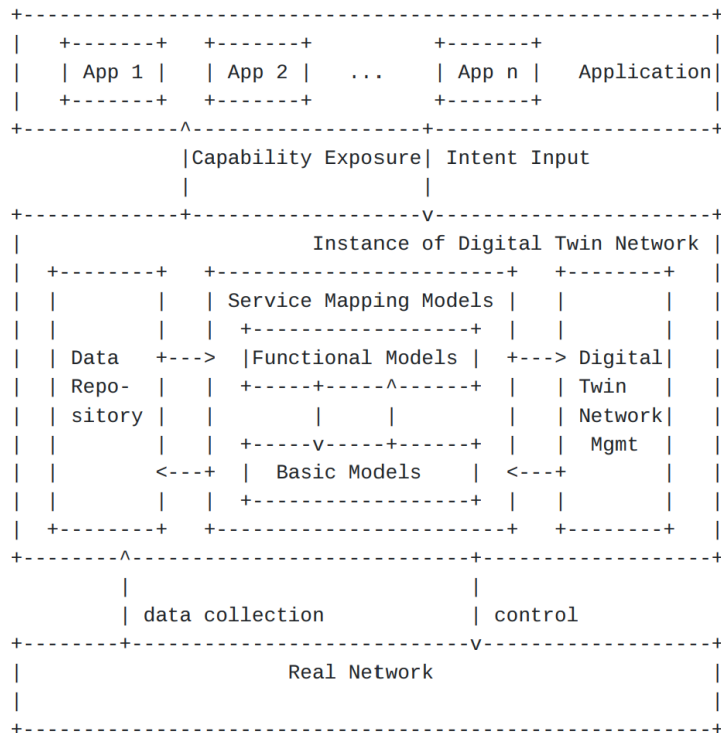 App 1 App 2 ... App n Application
Capability Exposure Intent Input
Instance of Digital Twin Network
Service Mapping Models
Data Functional Models Digital
Repo- Twin
sitory Network
Mgmt
Basic Models
data collection control
Real Network